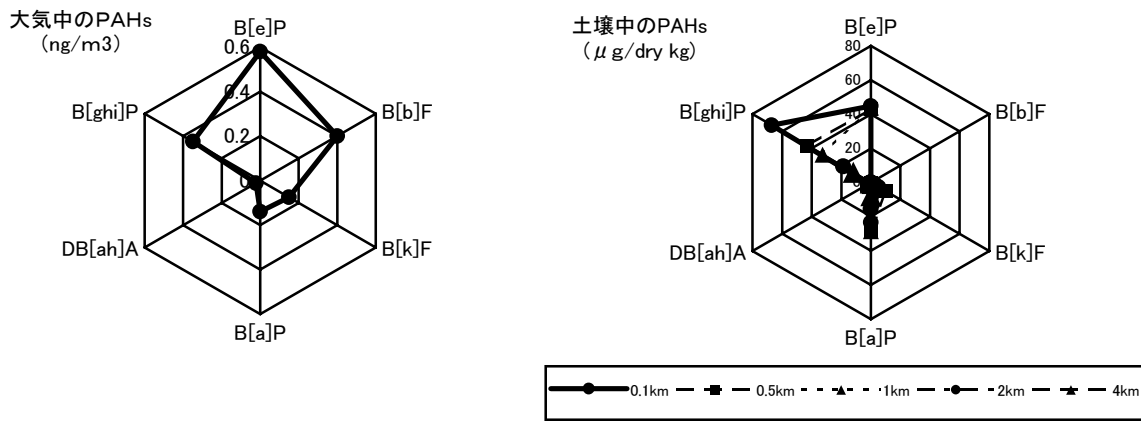 大気中のPAHs
(ng/m3)
B[e]P
0.6
0.4
0.2
0
B[b]F
B[k]F
B[a]P
DB[ah]A
B[ghi]P
土壌中のPAHs
(μg/dry kg)
B[e]P
80
60
40
20
B[b]F
B[k]F
B[a]P
DB[ah]A
B[ghi]P
0.1km 0.5km 1km 2km 4km